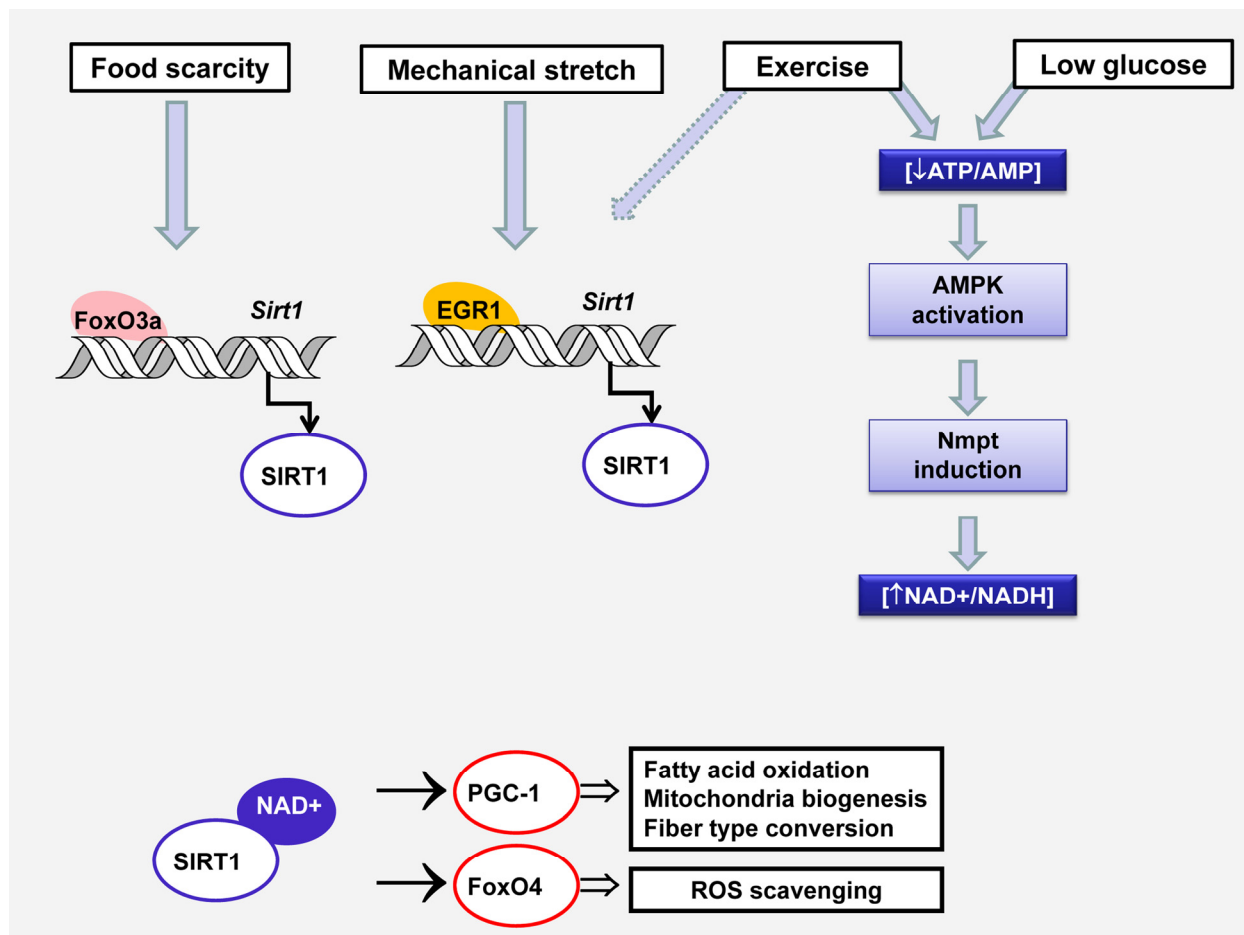 Food scarcity
Mechanical stretch
Exercise
Low glucose
[↓ATP/AMP]
AMPK
activation
FoxO3a
Sirt1
EGR1
Sirt1
SIRT1
SIRT1
Nmpt
induction
[↑NAD+/NADH]
NAD+
SIRT1
PGC-1
Fatty acid oxidation
Mitochondria biogenesis
Fiber type conversion
FoxO4
ROS scavenging